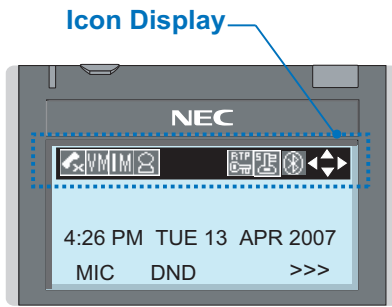 Icon Display
NEC
VM IM RTP S
4:26 PM TUE 13 APR 2007
MIC DND >>>